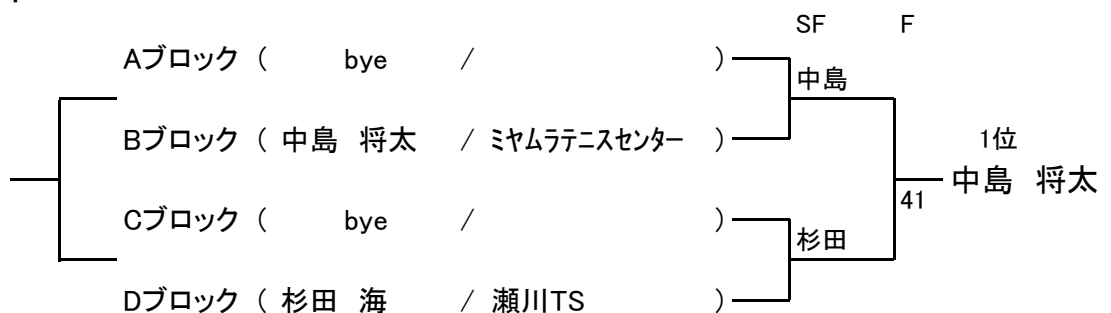 SF F
Aブロック ( bye / )
中島
Bブロック ( 中島 将太 / ミヤムラテニスセンター )
1位
中島 将太
41
Cブロック ( bye / )
杉田
Dブロック ( 杉田 海 / 瀬川TS )